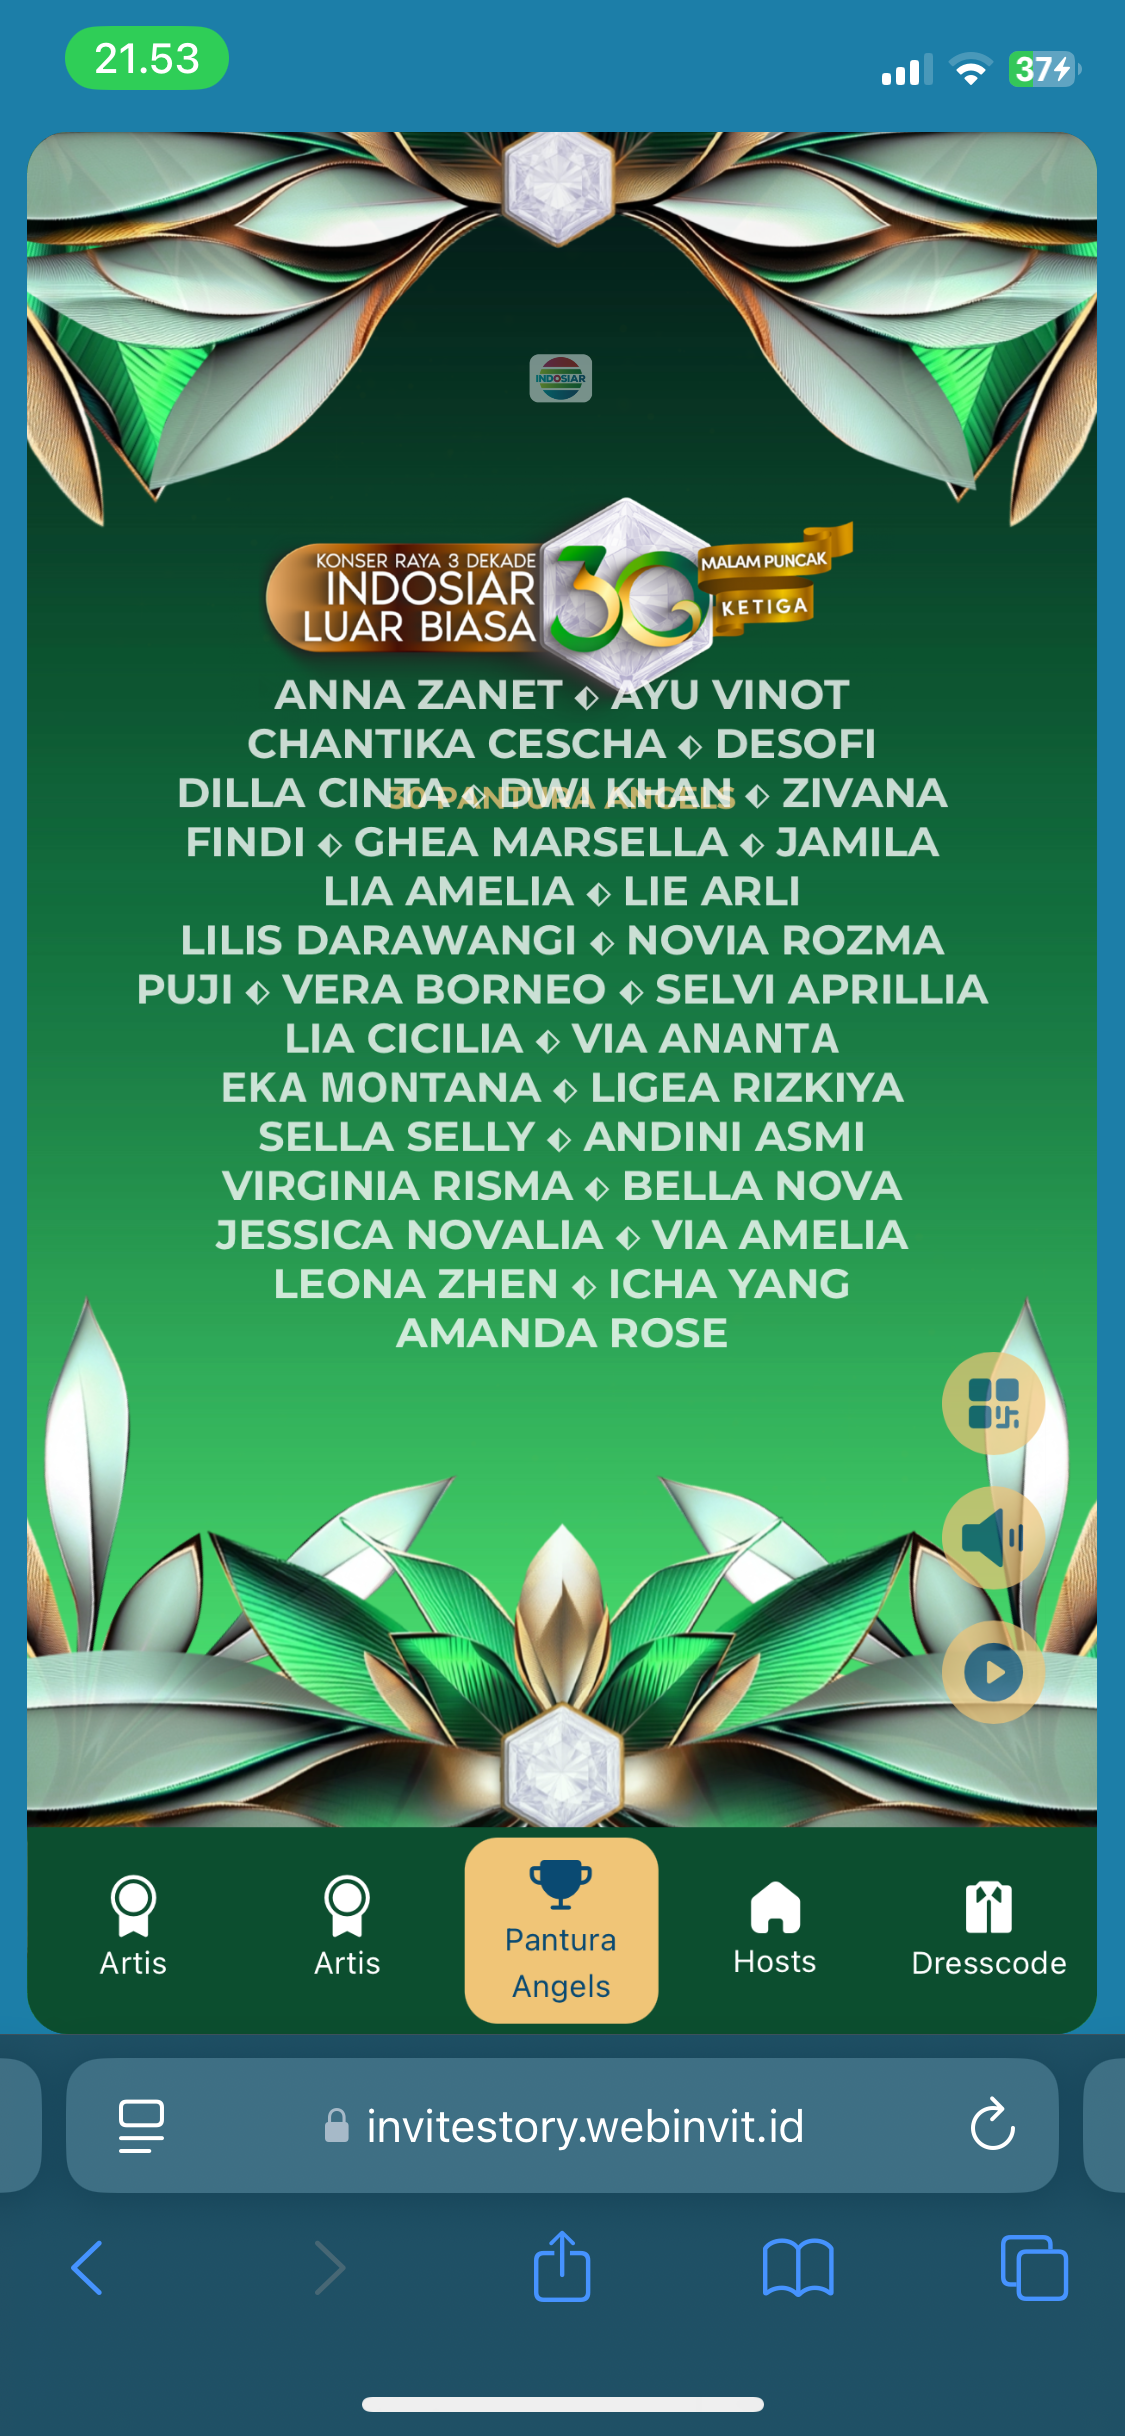 21.53
37
INDOSIAR
KONSER RAYA 3 DEKADE
INDOSIAR
LUAR BIASA
30
MALAM PUNCAK
KETIGA
ANNA ZANET ⬖ AYU VINOT
CHANTIKA CESCHA ⬖ DESOFI
DILLA CINTA ⬖ DWI KHAN ⬖ ZIVANA
30 PANTURA ANGELS
FINDI ⬖ GHEA MARSELLA ⬖ JAMILA
LIA AMELIA ⬖ LIE ARLI
LILIS DARAWANGI ⬖ NOVIA ROZMA
PUJI ⬖ VERA BORNEO ⬖ SELVI APRILLIA
LIA CICILIA ⬖ VIA ANANTA
EKA MONTANA ⬖ LIGEA RIZKIYA
SELLA SELLY ⬖ ANDINI ASMI
VIRGINIA RISMA ⬖ BELLA NOVA
JESSICA NOVALIA ⬖ VIA AMELIA
LEONA ZHEN ⬖ ICHA YANG
AMANDA ROSE
Artis
Artis
Pantura
Angels
Hosts
Dresscode
invitestory.webinvit.id